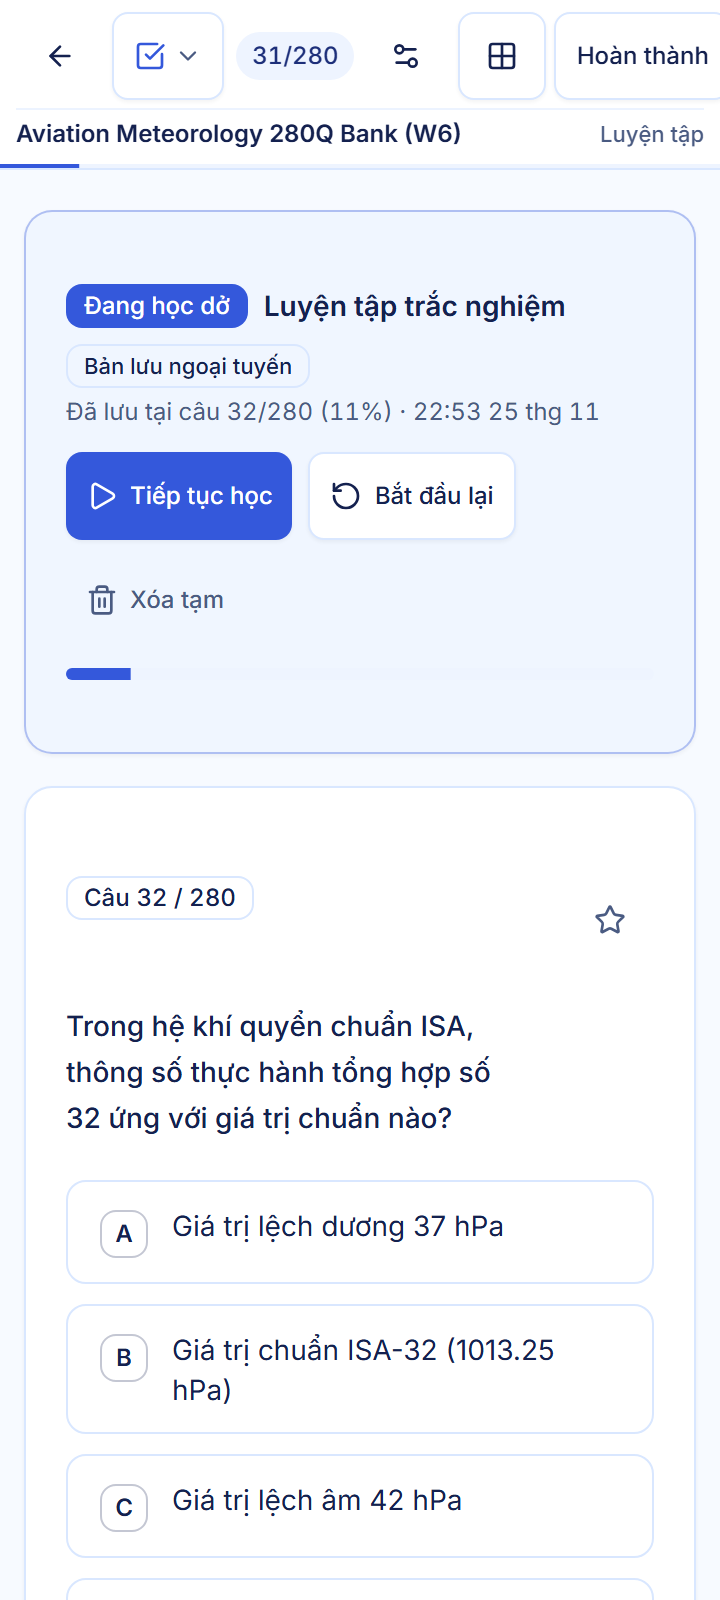 31/280
Hoàn thành
Aviation Meteorology 280Q Bank (W6)
Luyện tập
Đang học dở
Luyện tập trắc nghiệm
Bản lưu ngoại tuyến
Đã lưu tại câu 32/280 (11%) · 22:53 25 thg 11
Tiếp tục học
Bắt đầu lại
Xóa tạm
Câu 32 / 280
Trong hệ khí quyển chuẩn ISA,
thông số thực hành tổng hợp số
32 ứng với giá trị chuẩn nào?
A
Giá trị lệch dương 37 hPa
B
Giá trị chuẩn ISA-32 (1013.25
hPa)
C
Giá trị lệch âm 42 hPa